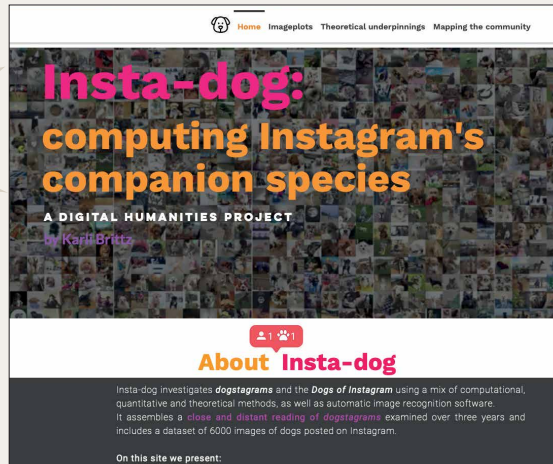 Home Imageplots Theoretical underpinnings Mapping the community
Insta-dog:
computing Instagram's
companion species
A DIGITAL HUMANITIES PROJECT
by Karli Brittz
1 1
About Insta-dog
Insta-dog investigates dogstagrams and the Dogs of Instagram using a mix of computational,
quantitative and theoretical methods, as well as automatic image recognition software.
It assembles a close and distant reading of dogstagrams examined over three years and
includes a dataset of 6000 images of dogs posted on Instagram.
On this site we present: